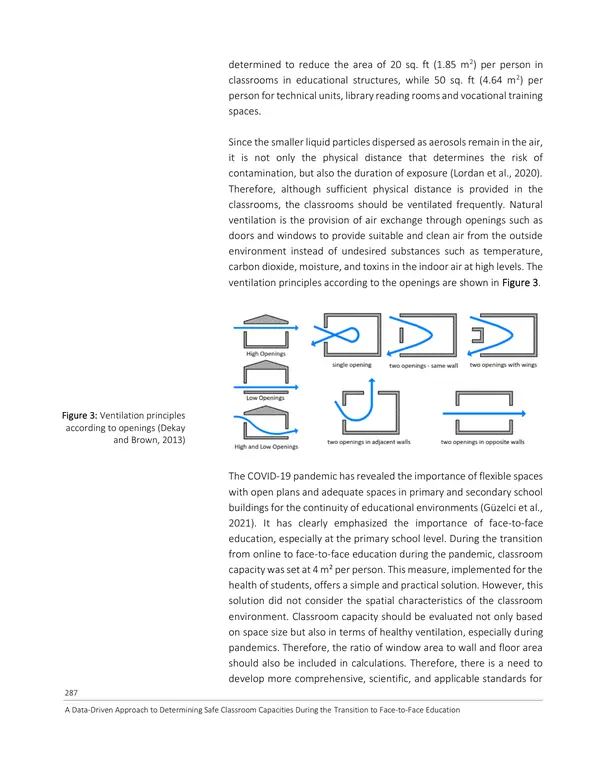 determined to reduce the area of 20 sq. ft (1.85 m²) per person in
classrooms in educational structures, while 50 sq. ft (4.64 m²) per
person for technical units, library reading rooms and vocational training
spaces.
Since the smaller liquid particles dispersed as aerosols remain in the air,
it is not only the physical distance that determines the risk of
contamination, but also the duration of exposure (Lordan et al., 2020).
Therefore, although sufficient physical distance is provided in the
classrooms, the classrooms should be ventilated frequently. Natural
ventilation is the provision of air exchange through openings such as
doors and windows to provide suitable and clean air from the outside
environment instead of undesired substances such as temperature,
carbon dioxide, moisture, and toxins in the indoor air at high levels. The
ventilation principles according to the openings are shown in Figure 3.
High Openings
single opening
two openings - same wall
two openings with wings
Low Openings
High and Low Openings
two openings in adjacent walls
two openings in opposite walls
Figure 3: Ventilation principles
according to openings (Dekay
and Brown, 2013)
The COVID-19 pandemic has revealed the importance of flexible spaces
with open plans and adequate spaces in primary and secondary school
buildings for the continuity of educational environments (Güzelci et al.,
2021). It has clearly emphasized the importance of face-to-face
education, especially at the primary school level. During the transition
from online to face-to-face education during the pandemic, classroom
capacity was set at 4 m² per person. This measure, implemented for the
health of students, offers a simple and practical solution. However, this
solution did not consider the spatial characteristics of the classroom
environment. Classroom capacity should be evaluated not only based
on space size but also in terms of healthy ventilation, especially during
pandemics. Therefore, the ratio of window area to wall and floor area
should also be included in calculations. Therefore, there is a need to
develop more comprehensive, scientific, and applicable standards for
287
A Data-Driven Approach to Determining Safe Classroom Capacities During the Transition to Face-to-Face Education